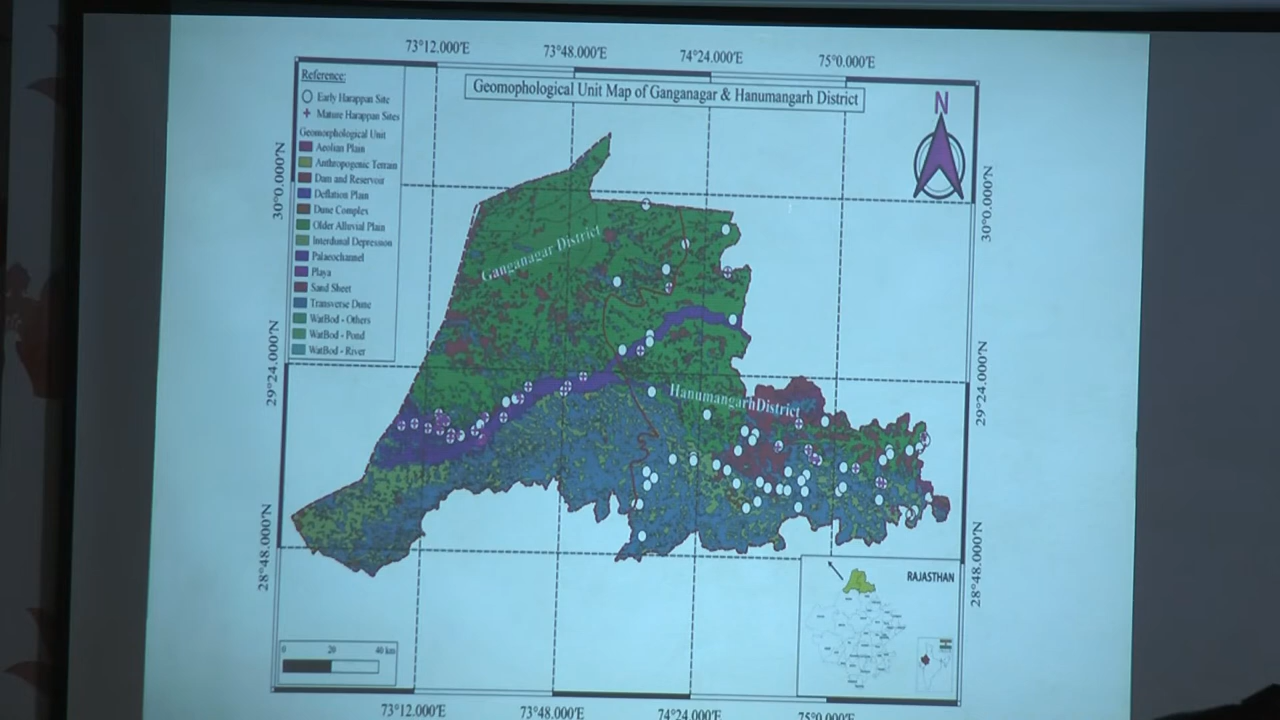 73°12.000'E 73°48.000'E 74°24.000'E 75°0.000'E
Geomophological Unit Map of Ganganagar & Hanumangarh District
N
Reference:
Early Harappan Site
Mature Harappan Sites
Geomorphological Unit
Aeolian Plain
Anthropogenic Terrain
Dam and Reservoir
Deflation Plain
Dune Complex
Older Alluvial Plain
Interdunal Depression
Palaeochannel
Playa
Sand Sheet
Transverse Dune
WatBod - Others
WatBod - Pond
WatBod - River
30°0.000'N
29°24.000'N
28°48.000'N
Ganganagar District
Hanumangarh District
30°0.000'N
29°24.000'N
28°48.000'N
RAJASTHAN
0 20 40 km
73°12.000'E 73°48.000'E 74°24.000'E 75°0.000'E